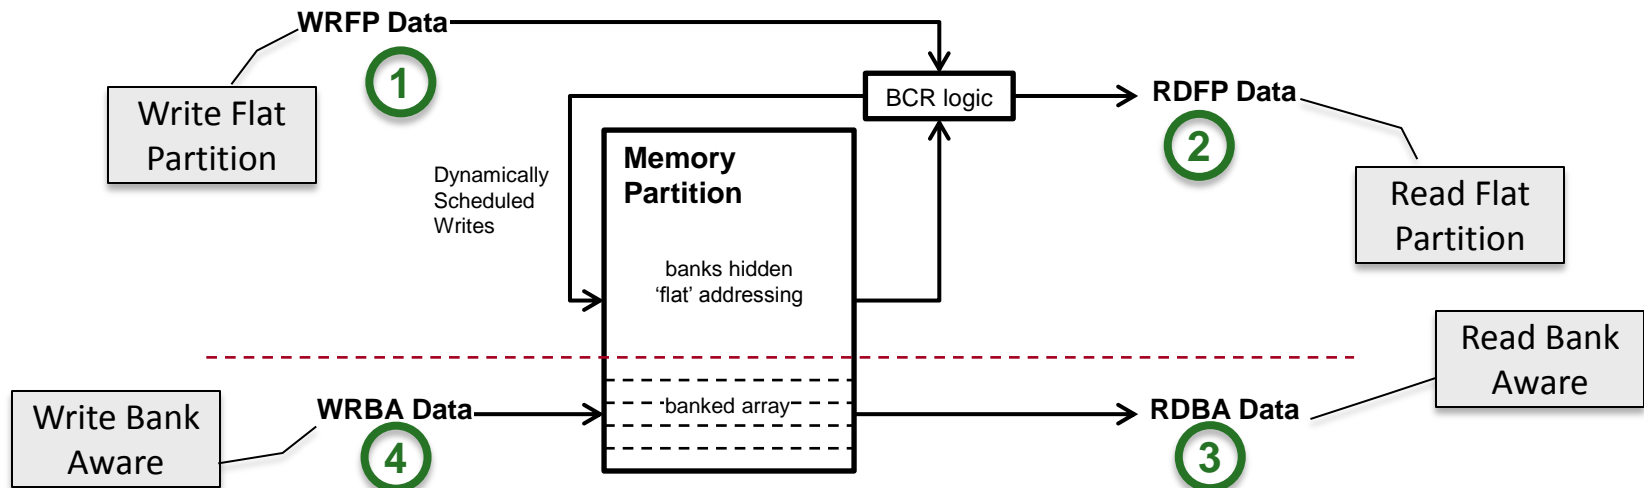 WRFP Data
1
Write Flat
Partition
BCR logic
RDFP Data
2
Read Flat
Partition
Dynamically
Scheduled
Writes
Memory
Partition
banks hidden
‘flat’ addressing
Read Bank
Aware
Write Bank
Aware
WRBA Data
4
banked array
RDBA Data
3